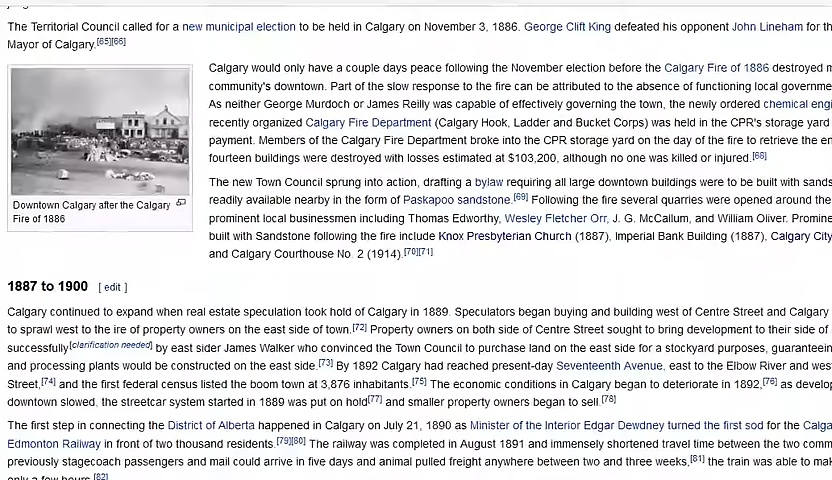 The Territorial Council called for a new municipal election to be held in Calgary on November 3, 1886. George Clift King defeated his opponent John Lineham for th
Mayor of Calgary.[65][66]
Calgary would only have a couple days peace following the November election before the Calgary Fire of 1886 destroyed m
community's downtown. Part of the slow response to the fire can be attributed to the absence of functioning local governme
As neither George Murdoch or James Reilly was capable of effectively governing the town, the newly ordered chemical engi
recently organized Calgary Fire Department (Calgary Hook, Ladder and Bucket Corps) was held in the CPR's storage yard
payment. Members of the Calgary Fire Department broke into the CPR storage yard on the day of the fire to retrieve the en
fourteen buildings were destroyed with losses estimated at $103,200, although no one was killed or injured.[68]
Downtown Calgary after the Calgary
Fire of 1886
The new Town Council sprung into action, drafting a bylaw requiring all large downtown buildings were to be built with sands
readily available nearby in the form of Paskapoo sandstone.[69] Following the fire several quarries were opened around the
prominent local businessmen including Thomas Edworthy, Wesley Fletcher Orr, J. G. McCallum, and William Oliver. Promine
built with Sandstone following the fire include Knox Presbyterian Church (1887), Imperial Bank Building (1887), Calgary City
and Calgary Courthouse No. 2 (1914).[70][71]
1887 to 1900 [ edit ]
Calgary continued to expand when real estate speculation took hold of Calgary in 1889. Speculators began buying and building west of Centre Street and Calgary
to sprawl west to the ire of property owners on the east side of town.[72] Property owners on both side of Centre Street sought to bring development to their side of
successfully[clarification needed] by east sider James Walker who convinced the Town Council to purchase land on the east side for a stockyard purposes, guaranteein
and processing plants would be constructed on the east side.[73] By 1892 Calgary had reached present-day Seventeenth Avenue, east to the Elbow River and west
Street,[74] and the first federal census listed the boom town at 3,876 inhabitants.[75] The economic conditions in Calgary began to deteriorate in 1892,[76] as develop
downtown slowed, the streetcar system started in 1889 was put on hold[77] and smaller property owners began to sell.[78]
The first step in connecting the District of Alberta happened in Calgary on July 21, 1890 as Minister of the Interior Edgar Dewdney turned the first sod for the Calga
Edmonton Railway in front of two thousand residents.[79][80] The railway was completed in August 1891 and immensely shortened travel time between the two comm
previously stagecoach passengers and mail could arrive in five days and animal pulled freight anywhere between two and three weeks,[81] the train was able to mak
only a few hours.[82]